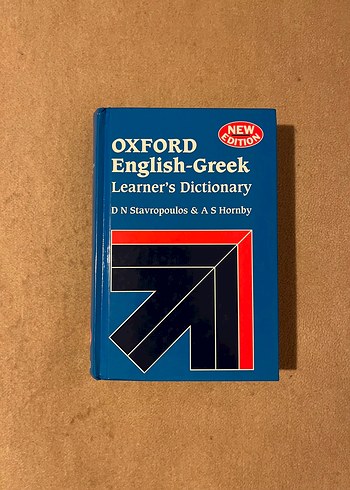 OXFORD
English-Greek
Learner's Dictionary
D N Stavropoulos & A S Hornby
NEW
EDITION